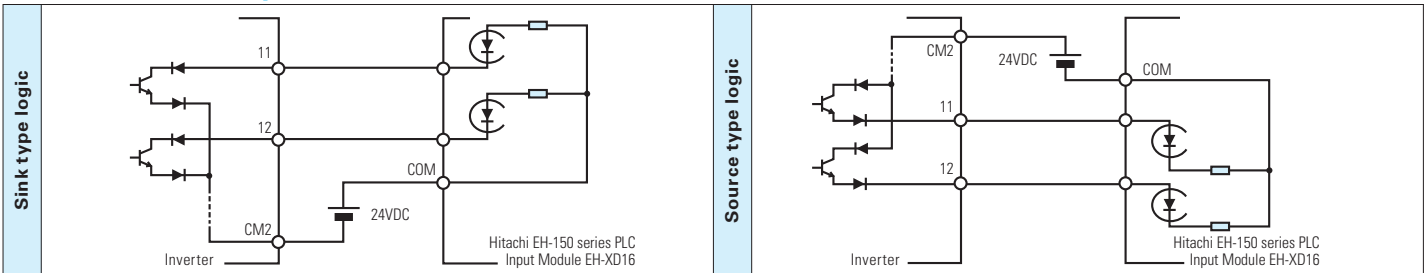 Sink type logic
11
12
COM
24VDC
CM2
Inverter
Hitachi EH-150 series PLC
Input Module EH-XD16
Source type logic
CM2
24VDC
COM
11
12
Inverter
Hitachi EH-150 series PLC
Input Module EH-XD16